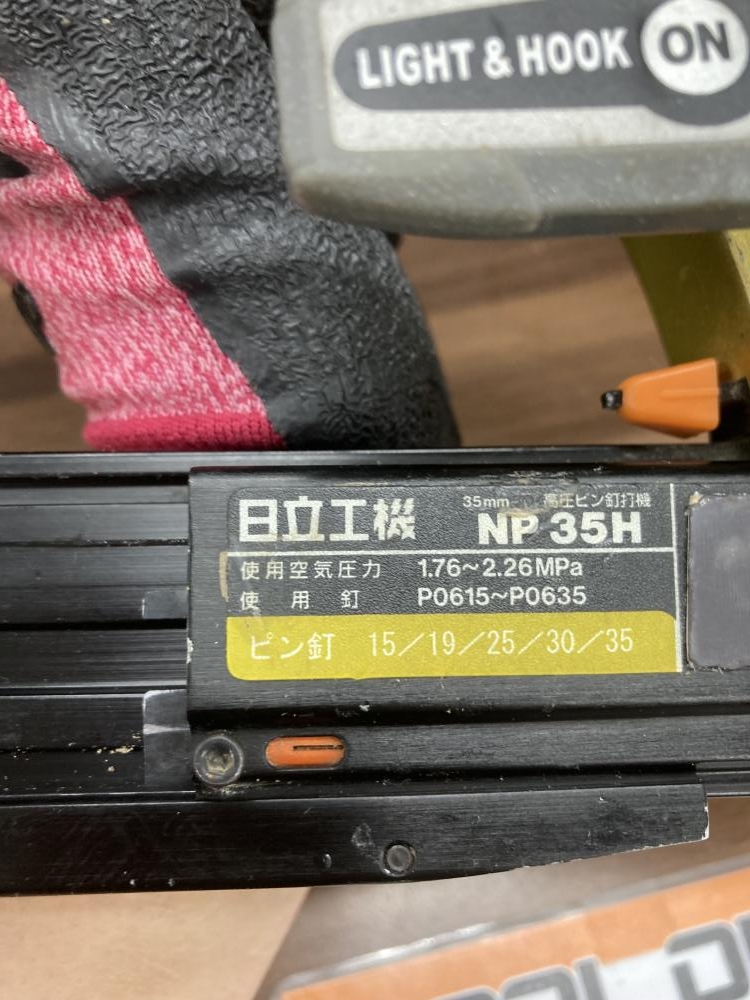 LIGHT & HOOK ON
日立工機
35mm 高圧ピン釘打機
NP 35H
使用空気圧力 1.76~2.26MPa
使用釘 P0615~P0635
ピン釘 15/19/25/30/35